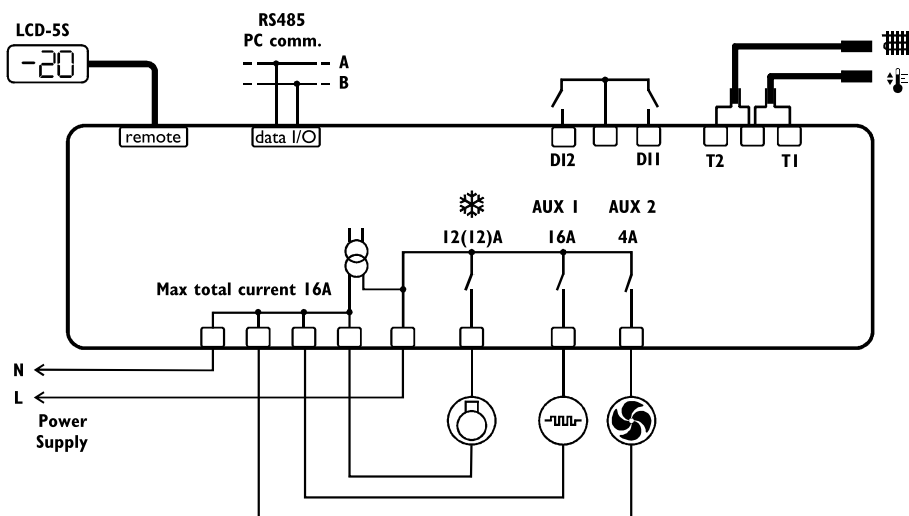 RS485
PC comm.
LCD-5S
-20
A
B
remote
data I/O
DI2
DI1
T2
T1
AUX 1
AUX 2
12(12)A
16A
4A
Max total current 16A
N
L
Power
Supply